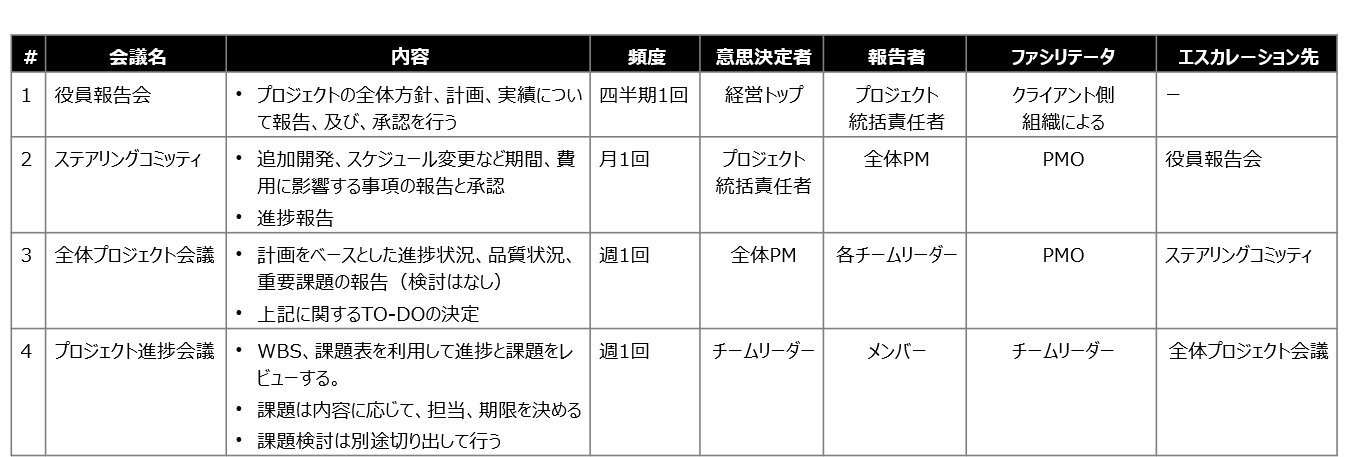 # 会議名 内容 頻度 意思決定者 報告者 ファシリテータ エスカレーション先
1 役員報告会 • プロジェクトの全体方針、計画、実績につい 四半期1回 経営トップ プロジェクト クライアント側 －
て報告、及び、承認を行う 統括責任者 組織による
2 ステアリングコミッティ • 追加開発、スケジュール変更など期間、費 月1回 プロジェクト 全体PM PMO 役員報告会
用に影響する事項の報告と承認 統括責任者
• 進捗報告
3 全体プロジェクト会議 • 計画をベースとした進捗状況、品質状況、 週1回 全体PM 各チームリーダー PMO ステアリングコミッティ
重要課題の報告（検討はなし）
• 上記に関するTO-DOの決定
4 プロジェクト進捗会議 • WBS、課題表を利用して進捗と課題をレ 週1回 チームリーダー メンバー チームリーダー 全体プロジェクト会議
ビューする。
• 課題は内容に応じて、担当、期限を決める
• 課題検討は別途切り出して行う